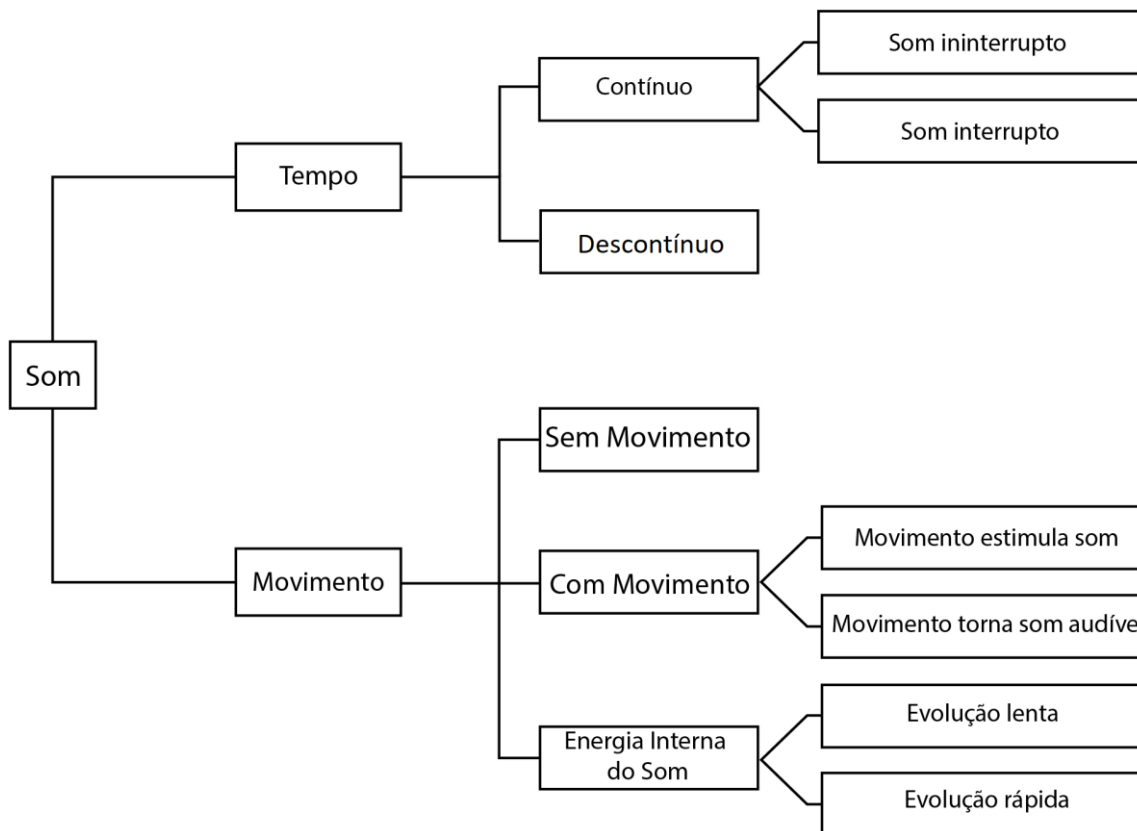 Som ininterrupto
Contínuo
Som interrupto
Tempo
Descontínuo
Som
Sem Movimento
Movimento estimula som
Movimento
Com Movimento
Movimento torna som audíve
Evolução lenta
Energia Interna
do Som
Evolução rápida